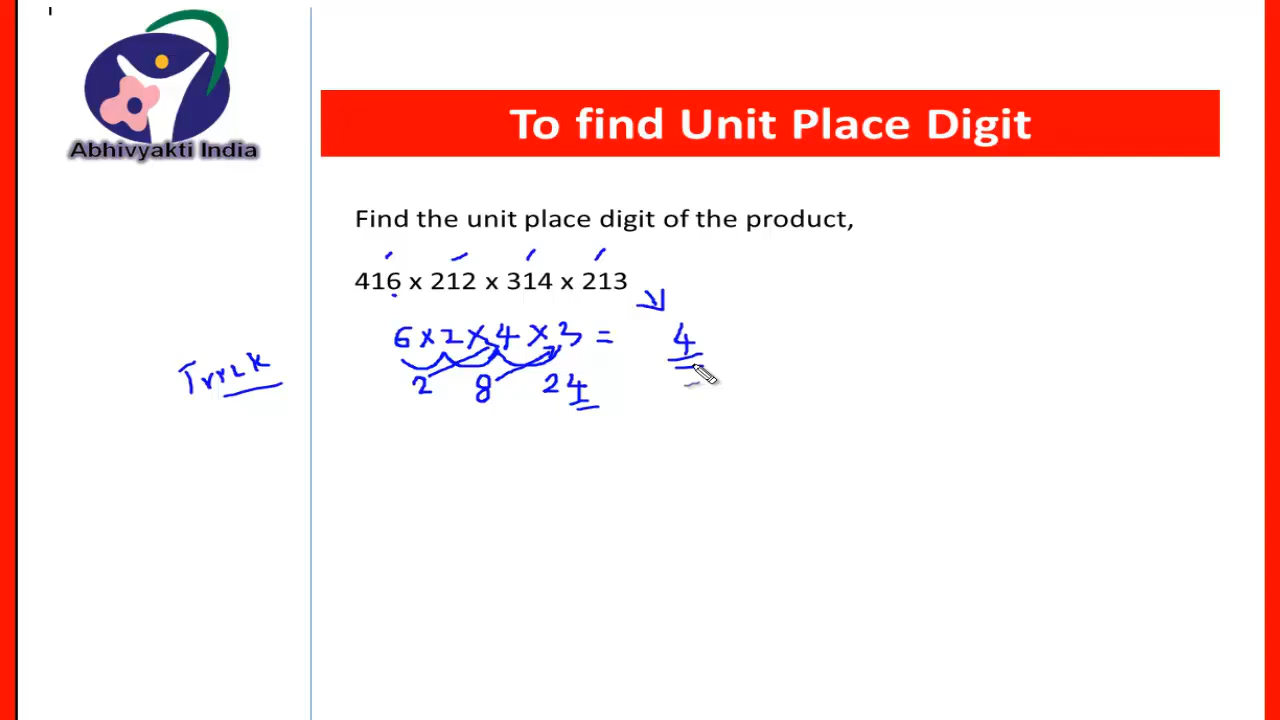 Abhivyakti India
To find Unit Place Digit
Find the unit place digit of the product,
416 x 212 x 314 x 213
6 x 2 x 4 x 3 = 4
2 8 24